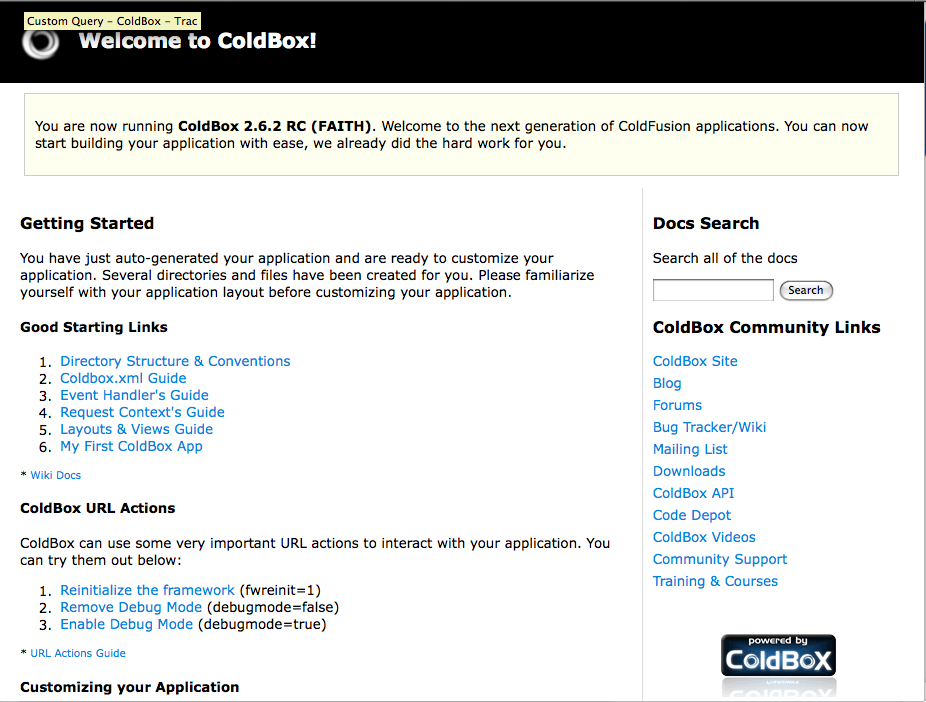 Custom Query – ColdBox – Trac
Welcome to ColdBox!
You are now running ColdBox 2.6.2 RC (FAITH). Welcome to the next generation of ColdFusion applications. You can now
start building your application with ease, we already did the hard work for you.
Getting Started
You have just auto-generated your application and are ready to customize your
application. Several directories and files have been created for you. Please familiarize
yourself with your application layout before customizing your application.
Good Starting Links
1. Directory Structure & Conventions
2. Coldbox.xml Guide
3. Event Handler's Guide
4. Request Context's Guide
5. Layouts & Views Guide
6. My First ColdBox App
* Wiki Docs
ColdBox URL Actions
ColdBox can use some very important URL actions to interact with your application. You
can try them out below:
1. Reinitialize the framework (fwreinit=1)
2. Remove Debug Mode (debugmode=false)
3. Enable Debug Mode (debugmode=true)
* URL Actions Guide
Customizing your Application
Docs Search
Search all of the docs
Search
ColdBox Community Links
ColdBox Site
Blog
Forums
Bug Tracker/Wiki
Mailing List
Downloads
ColdBox API
Code Depot
ColdBox Videos
Community Support
Training & Courses
powered by
ColdBox